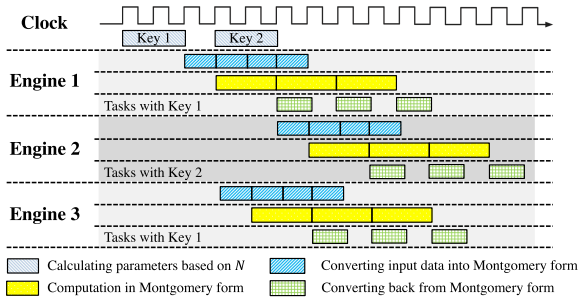 Clock
Key 1 Key 2
Engine 1
Tasks with Key 1
Engine 2
Tasks with Key 2
Engine 3
Tasks with Key 1
Calculating parameters based on N Converting input data into Montgomery form
Computation in Montgomery form Converting back from Montgomery form